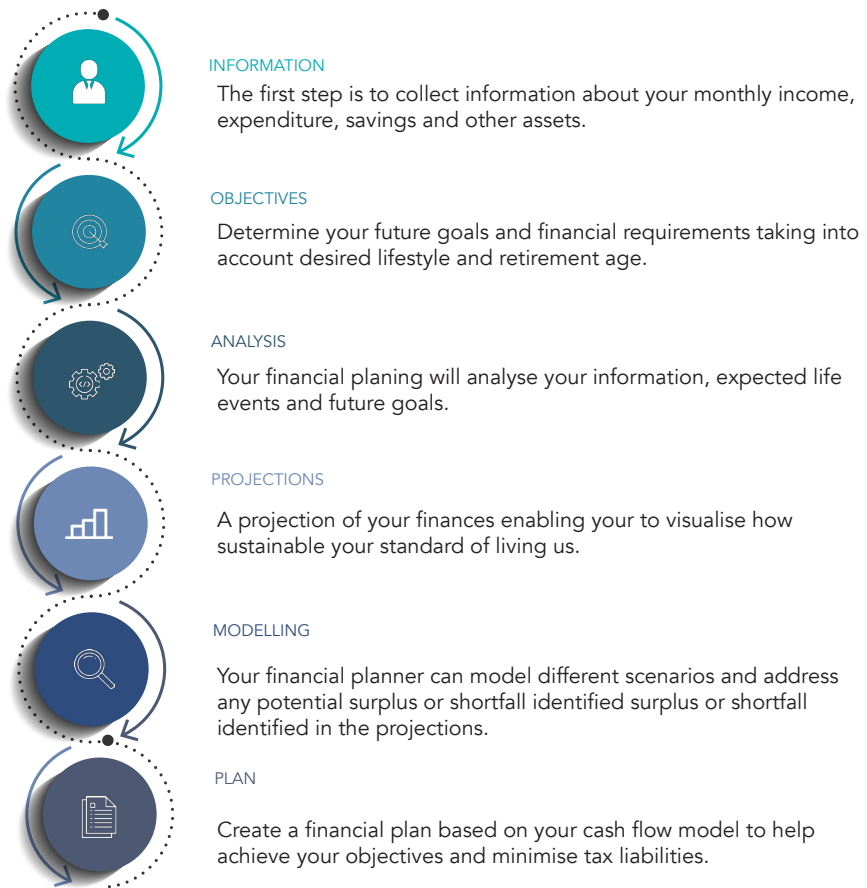 INFORMATION
The first step is to collect information about your monthly income,
expenditure, savings and other assets.
OBJECTIVES
Determine your future goals and financial requirements taking into
account desired lifestyle and retirement age.
ANALYSIS
Your financial planing will analyse your information, expected life
events and future goals.
PROJECTIONS
A projection of your finances enabling your to visualise how
sustainable your standard of living us.
MODELLING
Your financial planner can model different scenarios and address
any potential surplus or shortfall identified surplus or shortfall
identified in the projections.
PLAN
Create a financial plan based on your cash flow model to help
achieve your objectives and minimise tax liabilities.